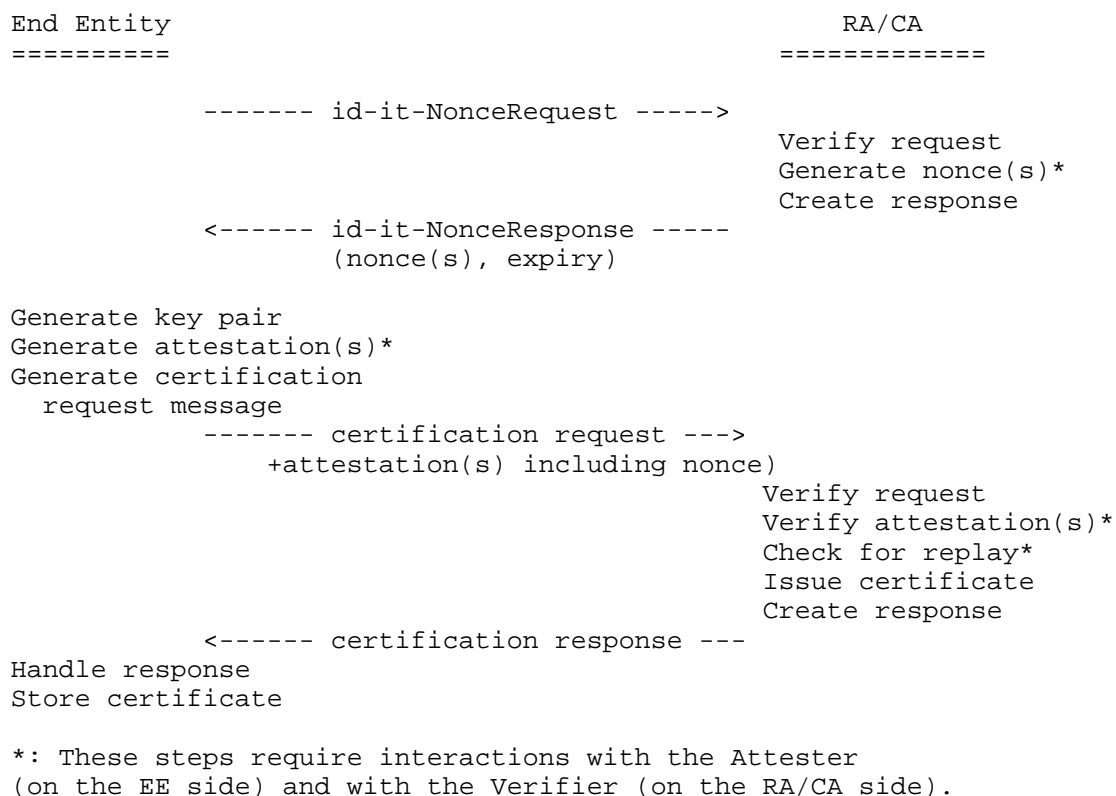 End Entity                                          RA/CA
==========                                      =============

            ------- id-it-NonceRequest ----->
                                                Verify request
                                                Generate nonce(s)*
                                                Create response
            <------ id-it-NonceResponse -----
                    (nonce(s), expiry)

Generate key pair
Generate attestation(s)*
Generate certification
  request message
            ------- certification request --->
                +attestation(s) including nonce)
                                               Verify request
                                               Verify attestation(s)*
                                               Check for replay*
                                               Issue certificate
                                               Create response
            <------ certification response ---
Handle response
Store certificate

*: These steps require interactions with the Attester
(on the EE side) and with the Verifier (on the RA/CA side).